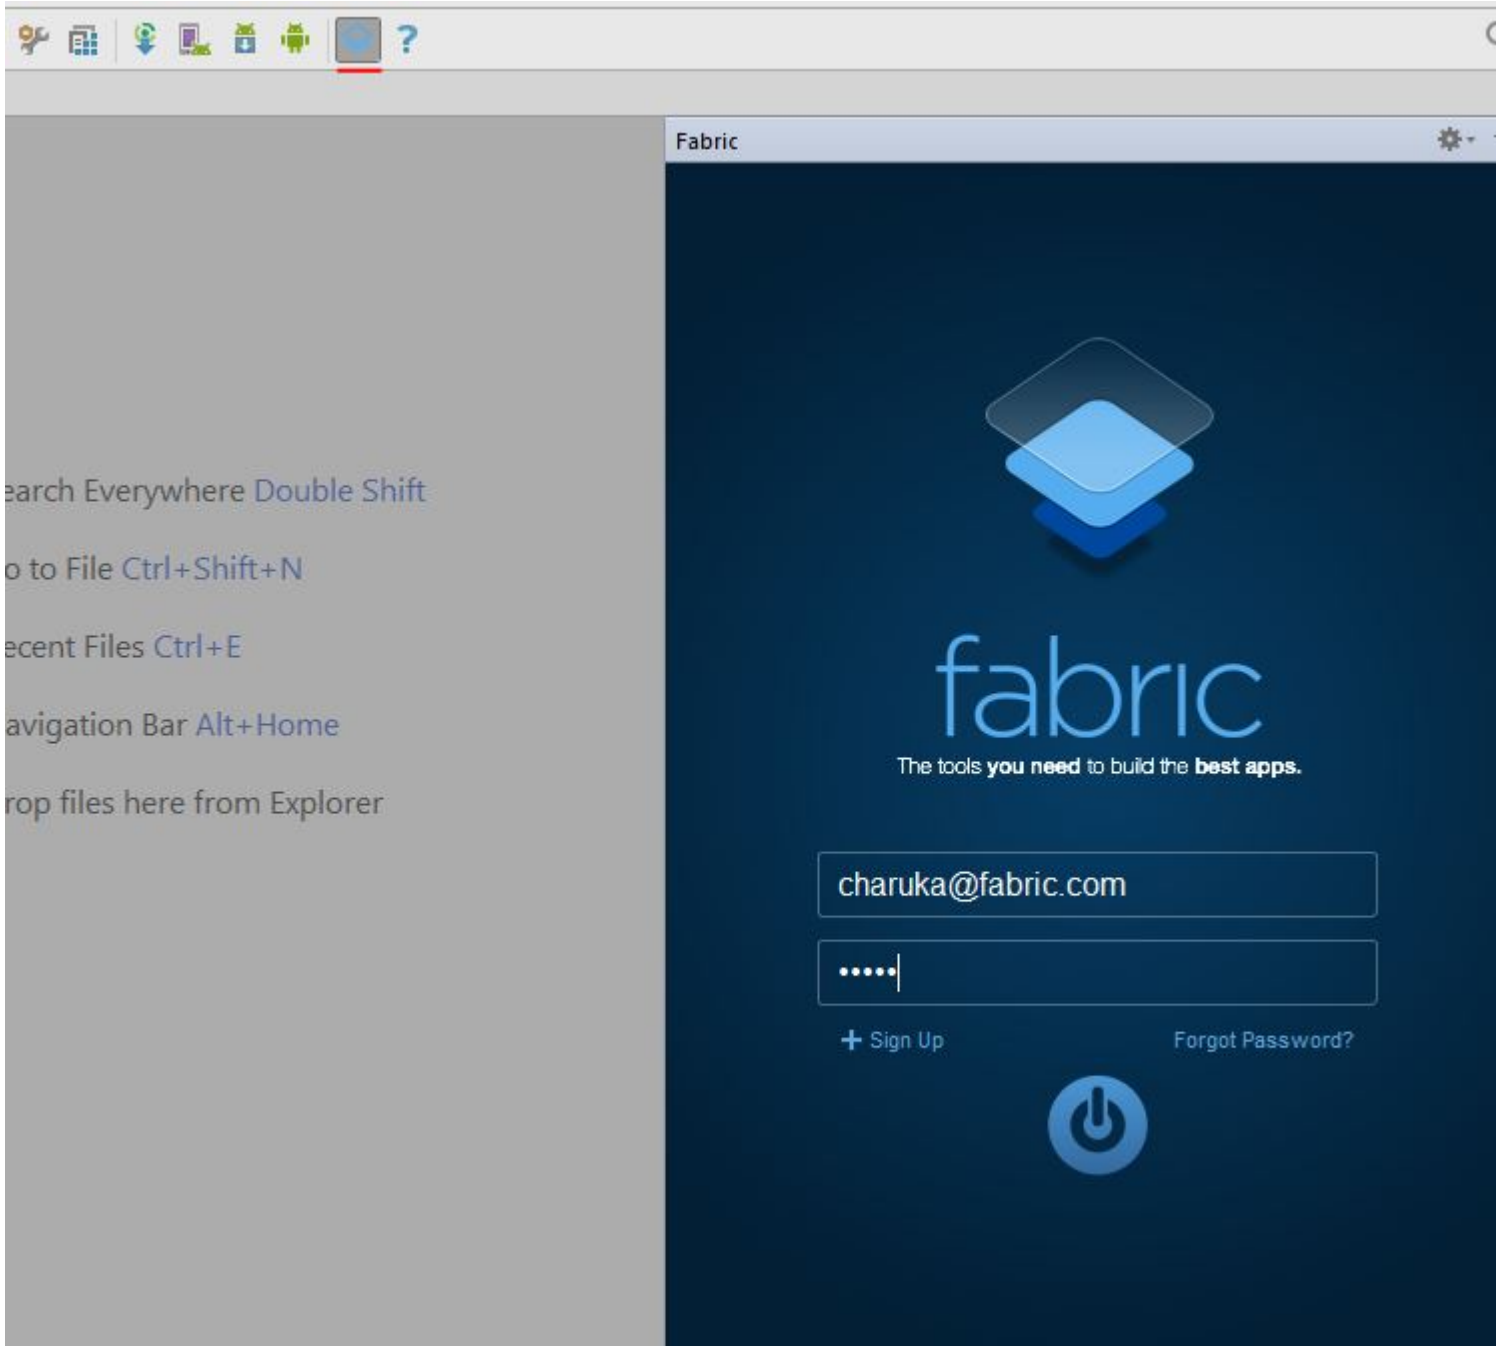 ?
Fabric
earch Everywhere Double Shift
o to File Ctrl+Shift+N
ecent Files Ctrl+E
avigation Bar Alt+Home
rop files here from Explorer
fabric
The tools you need to build the best apps.
charuka@fabric.com
•••••
+ Sign Up
Forgot Password?